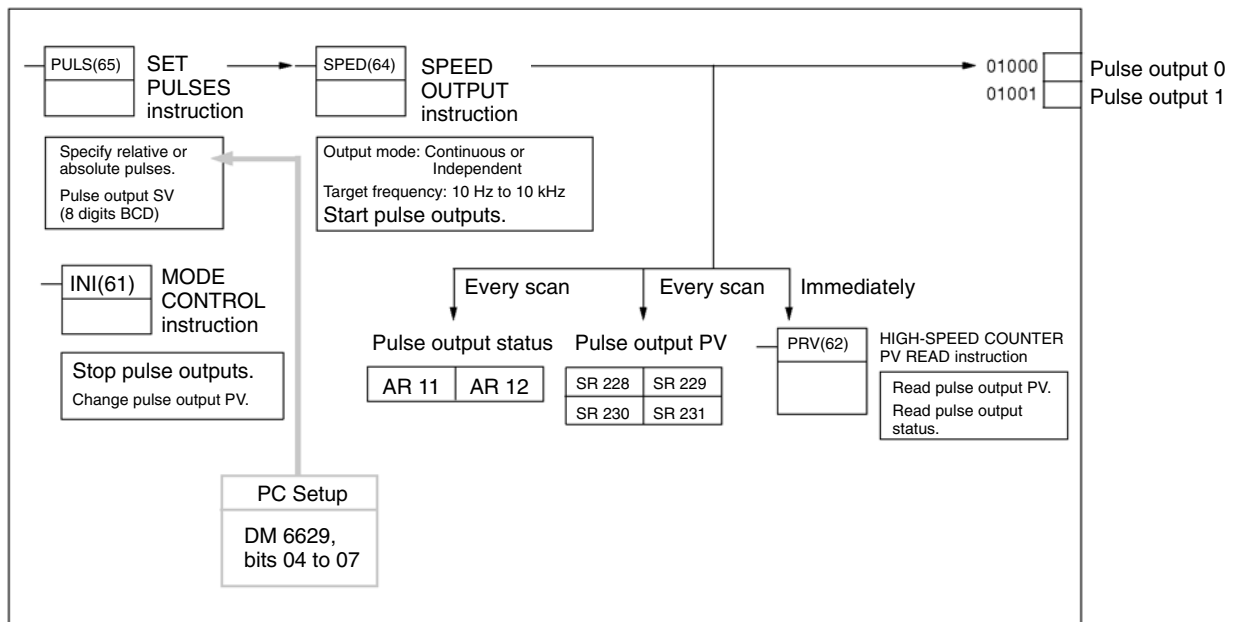 PULS(65)
SET
PULSES
instruction
SPED(64)
SPEED
OUTPUT
instruction
01000
Pulse output 0
01001
Pulse output 1
Specify relative or
absolute pulses.
Pulse output SV
(8 digits BCD)
Output mode: Continuous or
Independent
Target frequency: 10 Hz to 10 kHz
Start pulse outputs.
INI(61)
MODE
CONTROL
instruction
Stop pulse outputs.
Change pulse output PV.
Every scan
Every scan
Immediately
Pulse output status
AR 11
AR 12
Pulse output PV
SR 228
SR 229
SR 230
SR 231
PRV(62)
HIGH-SPEED COUNTER
PV READ instruction
Read pulse output PV.
Read pulse output
status.
PC Setup
DM 6629,
bits 04 to 07